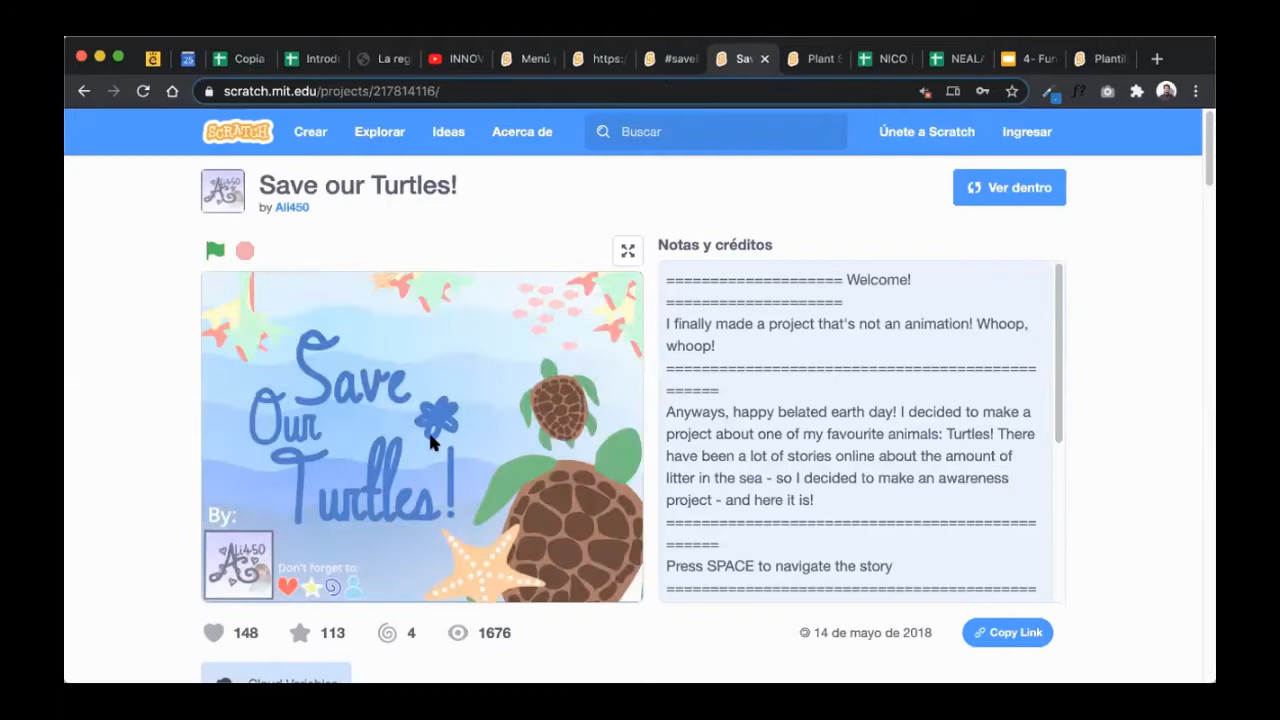 25
Copia
Introdu
La reg
INNOV
Menú
https:/
#savel
Sav
Plant S
NICO
NEAL/
4- Fun
Plantil
scratch.mit.edu/projects/217814116/
f?
SCRATCH
Crear
Explorar
Ideas
Acerca de
Buscar
Únete a Scratch
Ingresar
Save our Turtles!
by Ali450
Ver dentro
Notas y créditos
==================== Welcome!
====================
I finally made a project that's not an animation! Whoop,
whoop!
==========================================
======
Anyways, happy belated earth day! I decided to make a
project about one of my favourite animals: Turtles! There
have been a lot of stories online about the amount of
litter in the sea - so I decided to make an awareness
project - and here it is!
==========================================
======
Press SPACE to navigate the story
==========================================
Save
Our
Turtles!
By:
Ali450
Don't forget to:
148
113
4
1676
© 14 de mayo de 2018
Copy Link
Cloud Variables